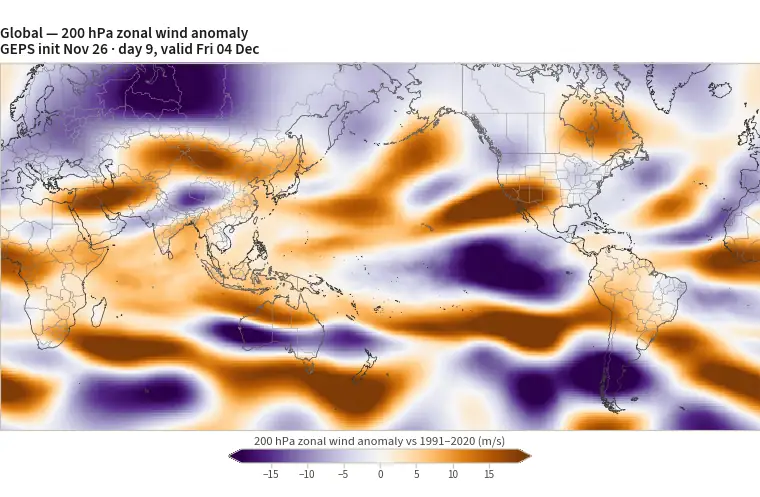 Global — 200 hPa zonal wind anomaly
GEPS init Nov 26 · day 9, valid Fri 04 Dec
200 hPa zonal wind anomaly vs 1991–2020 (m/s)
−15 −10 −5 0 5 10 15